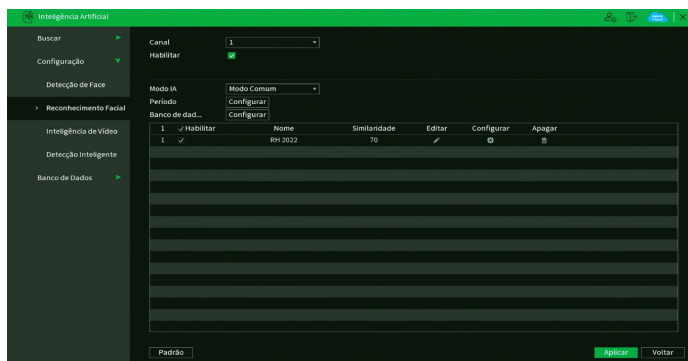 Inteligência Artificial
Buscar
Configuração
Detecção de Face
Reconhecimento Facial
Inteligência de Vídeo
Detecção Inteligente
Banco de Dados
Canal 1
Habilitar
Modo IA Modo Comum
Período Configurar
Banco de dad... Configurar
1 Habilitar Nome Similaridade Editar Configurar Apagar
1 RH 2022 70
Padrão Aplicar Voltar